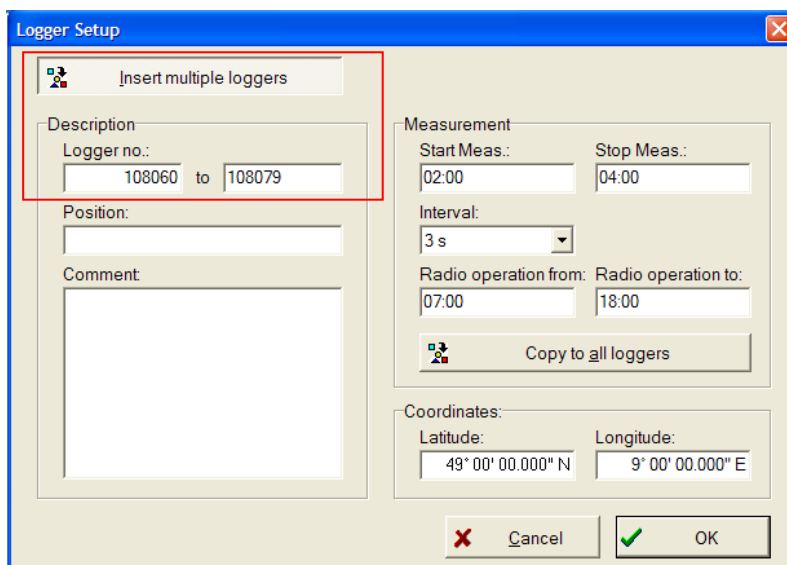 Logger Setup
Insert multiple loggers
Description
Logger no.:
108060 to 108079
Position:
Comment:
Measurement
Start Meas.: Stop Meas.:
02:00 04:00
Interval:
3 s
Radio operation from: Radio operation to:
07:00 18:00
Copy to all loggers
Coordinates:
Latitude: Longitude:
49° 00' 00.000" N 9° 00' 00.000" E
Cancel OK